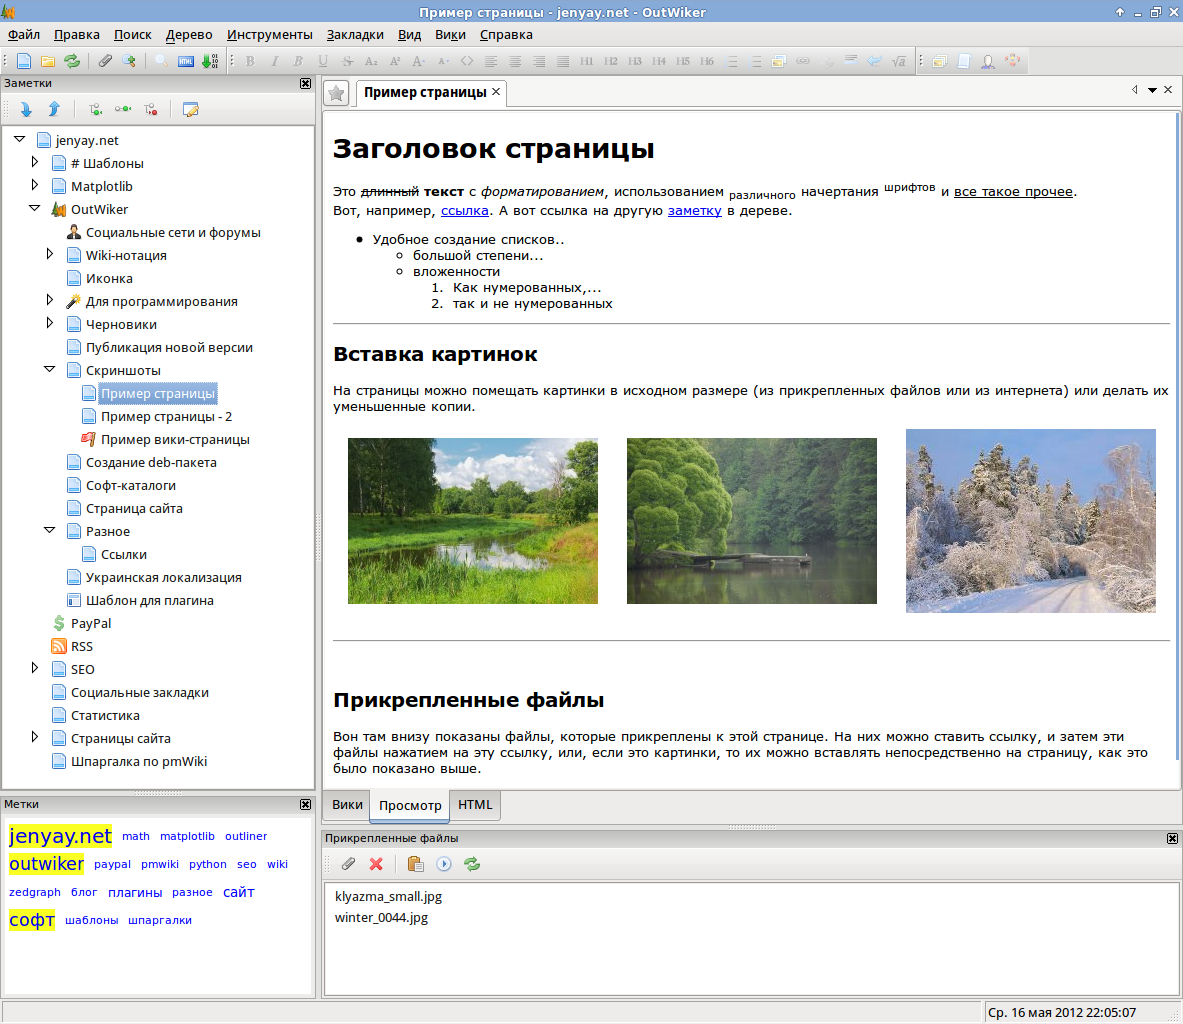 Пример страницы - jenyay.net - OutWiker
Файл Правка Поиск Дерево Инструменты Закладки Вид Вики Справка
HTML B I B U S A₂ A² A A <> H1 H2 H3 H4 H5 H6 √a
Заметки
jenyay.net
# Шаблоны
Matplotlib
OutWiker
Социальные сети и форумы
Wiki-нотация
Иконка
Для программирования
Черновики
Публикация новой версии
Скриншоты
Пример страницы
Пример страницы - 2
Пример вики-страницы
Создание deb-пакета
Софт-каталоги
Страница сайта
Разное
Ссылки
Украинская локализация
Шаблон для плагина
PayPal
RSS
SEO
Социальные закладки
Статистика
Страницы сайта
Шпаргалка по pmWiki
Метки
jenyay.net math matplotlib outliner
outwiker paypal pmwiki python seo wiki
zedgraph блог плагины разное сайт
софт шаблоны шпаргалки
Пример страницы
Заголовок страницы
Это длинный текст с форматированием, использованием различного начертания шрифтов и все такое прочее.
Вот, например, ссылка. А вот ссылка на другую заметку в дереве.
• Удобное создание списков..
◦ большой степени...
◦ вложенности
1. Как нумерованных,...
2. так и не нумерованных
Вставка картинок
На страницы можно помещать картинки в исходном размере (из прикрепленных файлов или из интернета) или делать их
уменьшенные копии.
Прикрепленные файлы
Вон там внизу показаны файлы, которые прикреплены к этой странице. На них можно ставить ссылку, и затем эти
файлы нажатием на эту ссылку, или, если это картинки, то их можно вставлять непосредственно на страницу, как это
было показано выше.
Вики Просмотр HTML
Прикрепленные файлы
klyazma_small.jpg
winter_0044.jpg
Ср. 16 мая 2012 22:05:07